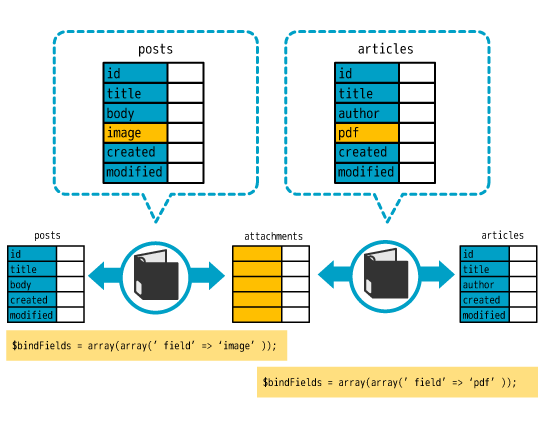 posts
id
title
body
image
created
modified
articles
id
title
author
pdf
created
modified
posts
id
title
body
created
modified
attachments
articles
id
title
author
created
modified
$bindFields = array(array(’ field’ => ‘image’ ));
$bindFields = array(array(’ field’ => ‘pdf’ ));